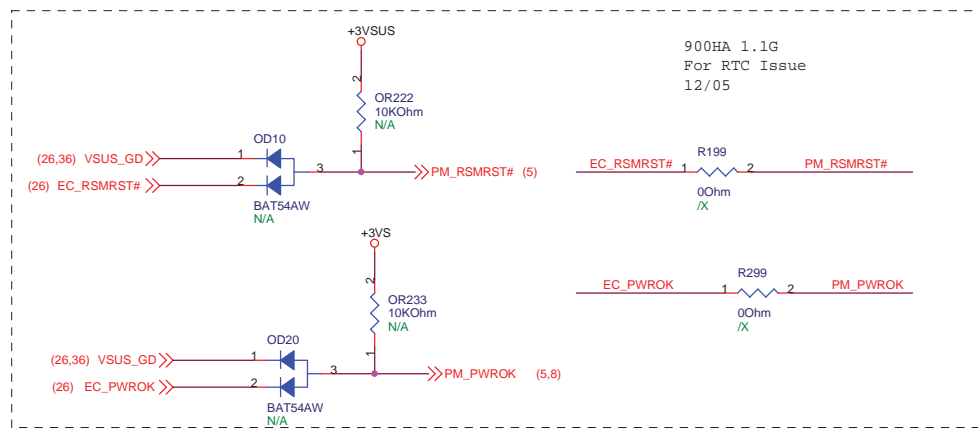 +3VSUS
900HA 1.1G
For RTC Issue
12/05
2
OR222
10KOhm
N/A
1
OD10
(26,36) VSUS_GD
1
3
PM_RSMRST# (5)
(26) EC_RSMRST#
2
BAT54AW
N/A
EC_RSMRST#
R199
PM_RSMRST#
1
2
0Ohm
/X
+3VS
2
OR233
10KOhm
N/A
1
EC_PWROK
R299
PM_PWROK
1
2
0Ohm
/X
OD20
(26,36) VSUS_GD
1
3
PM_PWROK (5,8)
(26) EC_PWROK
2
BAT54AW
N/A